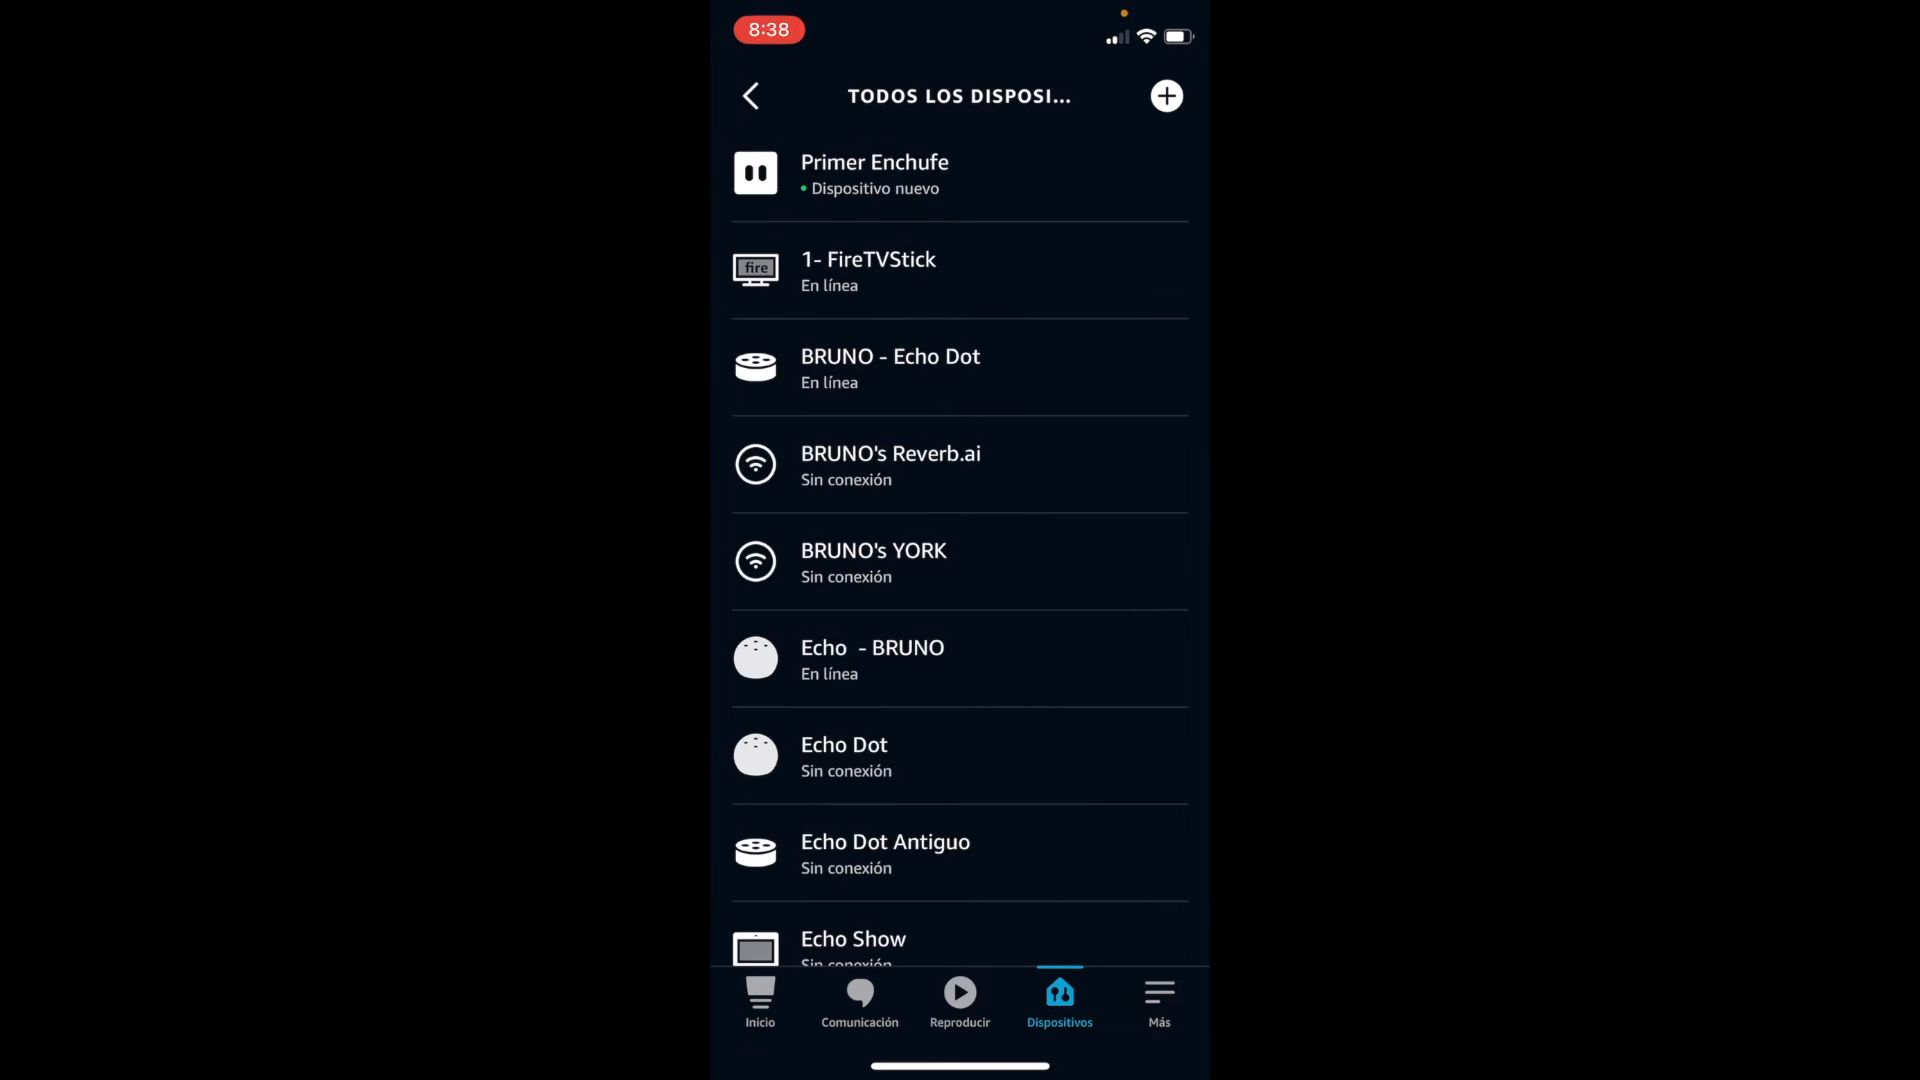 8:38
TODOS LOS DISPOSI...
Primer Enchufe
Dispositivo nuevo
fire
1- FireTVStick
En línea
BRUNO - Echo Dot
En línea
BRUNO's Reverb.ai
Sin conexión
BRUNO's YORK
Sin conexión
Echo - BRUNO
En línea
Echo Dot
Sin conexión
Echo Dot Antiguo
Sin conexión
Echo Show
Sin conexión
Inicio
Comunicación
Reproducir
Dispositivos
Más